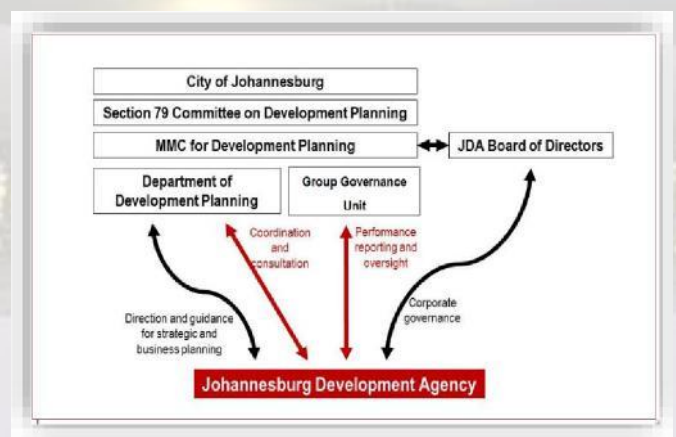 City of Johannesburg
Section 79 Committee on Development Planning
MMC for Development Planning
JDA Board of Directors
Department of
Development Planning
Group Governance
Unit
Coordination
and
consultation
Performance
reporting and
oversight
Direction and guidance
for strategic and
business planning
Corporate
governance
Johannesburg Development Agency